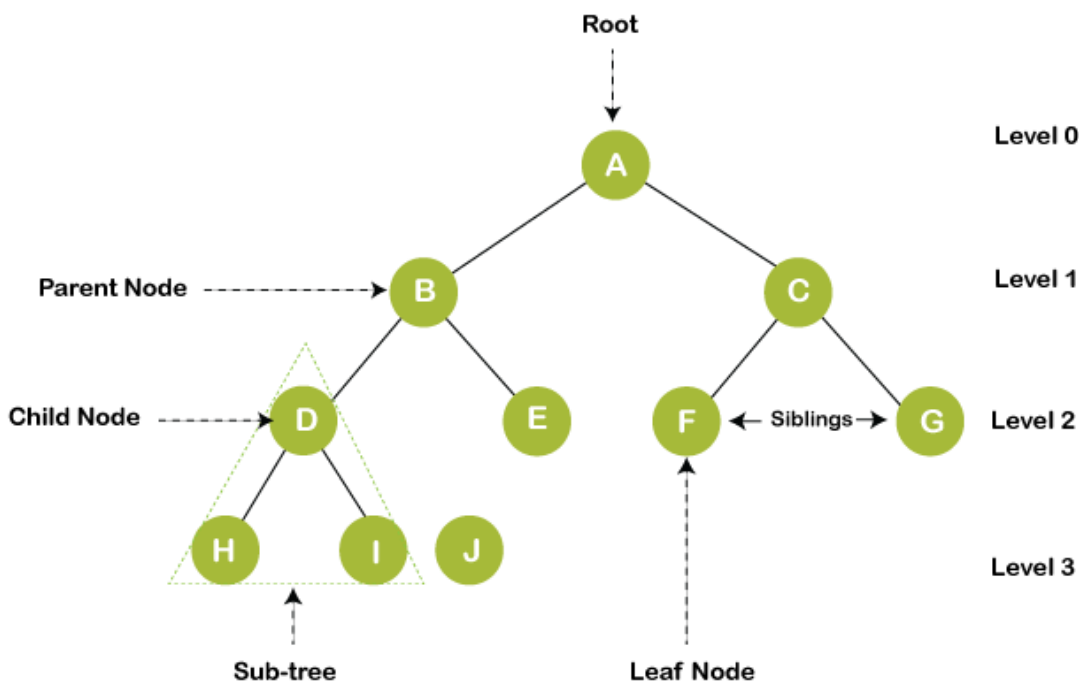 Root
Level 0
A
Level 1
Parent Node
B
C
Child Node
D
E
F
Siblings
G
Level 2
H
I
J
Level 3
Sub-tree
Leaf Node